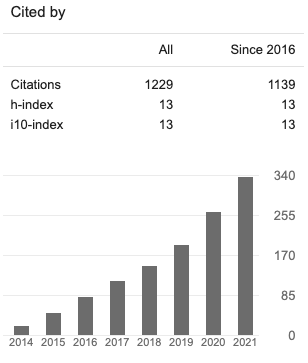 Cited by
All Since 2016
Citations 1229 1139
h-index 13 13
i10-index 13 13
340
255
170
85
0
2014 2015 2016 2017 2018 2019 2020 2021